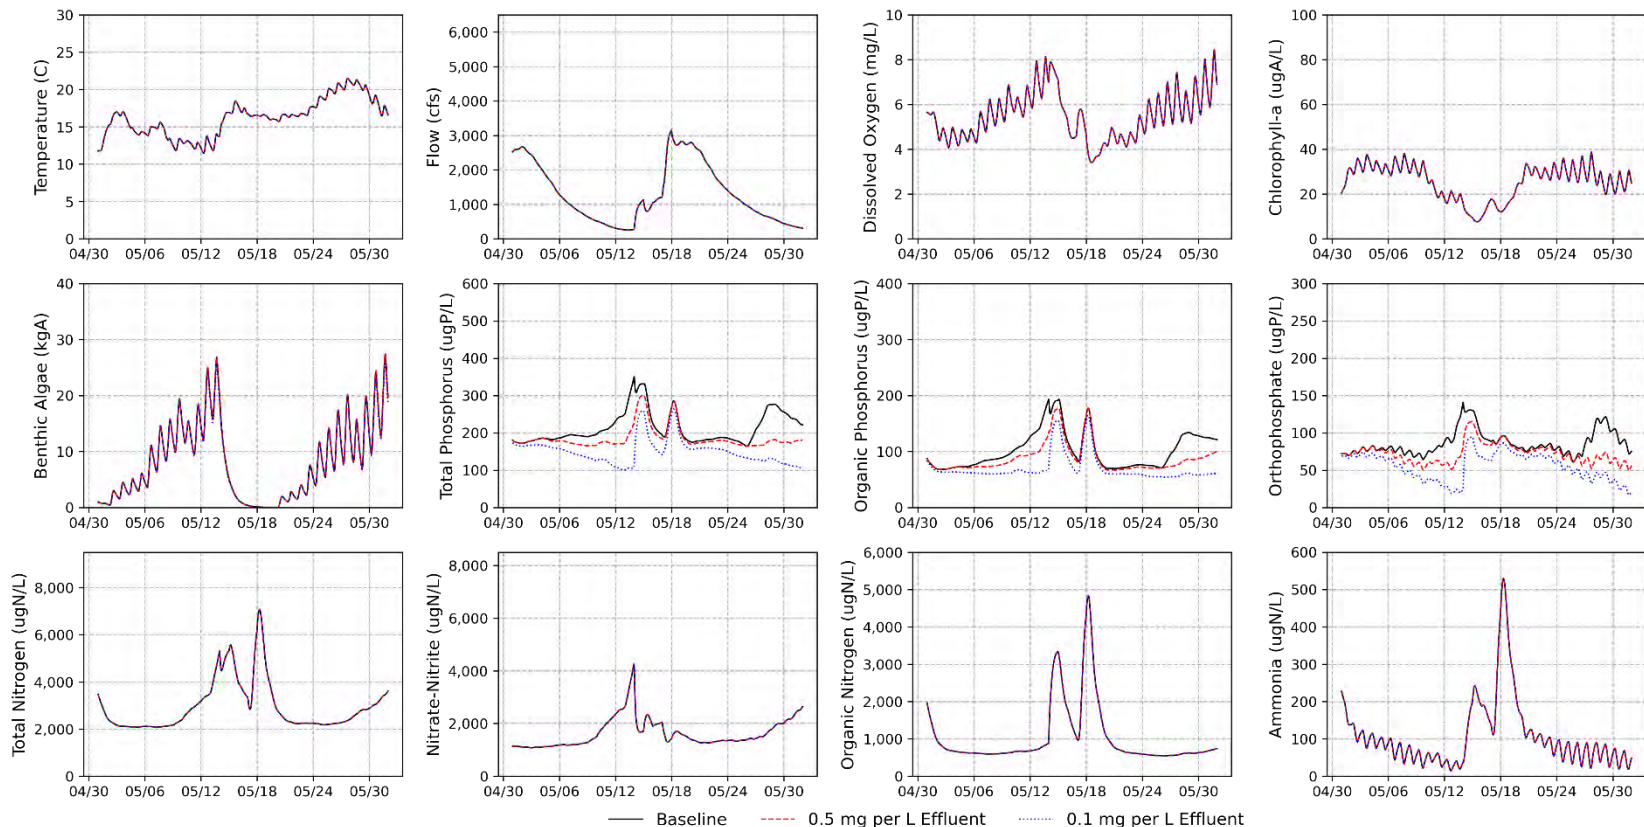 Temperature (C)
30
25
20
15
10
5
0
04/30 05/06 05/12 05/18 05/24 05/30
Flow (cfs)
6,500
5,500
4,000
3,000
2,000
1,000
0
04/30 05/06 05/12 05/18 05/24 05/30
Dissolved Oxygen (mg/L)
10
8
6
4
2
0
04/30 05/06 05/12 05/18 05/24 05/30
Chlorophyll-a (ugA/L)
100
80
60
40
20
0
04/30 05/06 05/12 05/18 05/24 05/30
Benthic Algae (kgA)
40
30
20
10
0
04/30 05/06 05/12 05/18 05/24 05/30
Total Phosphorus (ugP/L)
600
500
400
300
200
100
0
04/30 05/06 05/12 05/18 05/24 05/30
Organic Phosphorus (ugP/L)
400
300
200
100
0
04/30 05/06 05/12 05/18 05/24 05/30
Orthophosphate (ugP/L)
300
250
200
150
100
50
0
04/30 05/06 05/12 05/18 05/24 05/30
Total Nitrogen (ugN/L)
8,000
6,000
4,000
2,000
0
04/30 05/06 05/12 05/18 05/24 05/30
Nitrate-Nitrite (ugN/L)
8,000
6,000
4,000
2,000
0
04/30 05/06 05/12 05/18 05/24 05/30
Organic Nitrogen (ugN/L)
6,000
5,000
4,000
3,000
2,000
1,000
0
04/30 05/06 05/12 05/18 05/24 05/30
Ammonia (ugN/L)
600
500
400
300
200
100
0
04/30 05/06 05/12 05/18 05/24 05/30
Baseline 0.5 mg per L Effluent 0.1 mg per L Effluent